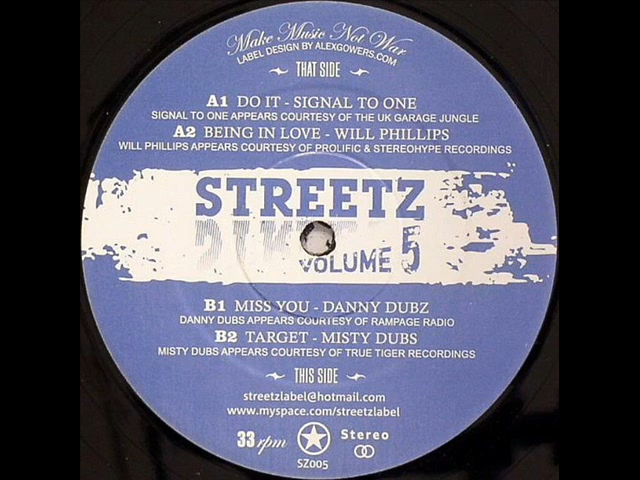 Make Music Not War
LABEL DESIGN BY ALEXGOWERS.COM
THAT SIDE
A1 DO IT - SIGNAL TO ONE
SIGNAL TO ONE APPEARS COURTESY OF THE UK GARAGE JUNGLE
A2 BEING IN LOVE - WILL PHILLIPS
WILL PHILLIPS APPEARS COURTESY OF PROLIFIC & STEREOHYPE RECORDINGS
STREETZ
VOLUME 5
B1 MISS YOU - DANNY DUBZ
DANNY DUBS APPEARS COURTESY OF RAMPAGE RADIO
B2 TARGET - MISTY DUBS
MISTY DUBS APPEARS COURTESY OF TRUE TIGER RECORDINGS
THIS SIDE
streetzlabel@hotmail.com
www.myspace.com/streetzlabel
33 rpm Stereo
SZ005